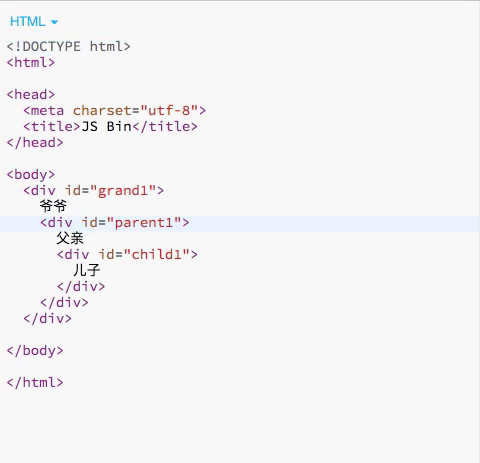 HTML
<!DOCTYPE html>
<html>
<head>
<meta charset="utf-8">
<title>JS Bin</title>
</head>
<body>
<div id="grand1">
爷爷
<div id="parent1">
父亲
<div id="child1">
儿子
</div>
</div>
</div>
</body>
</html>